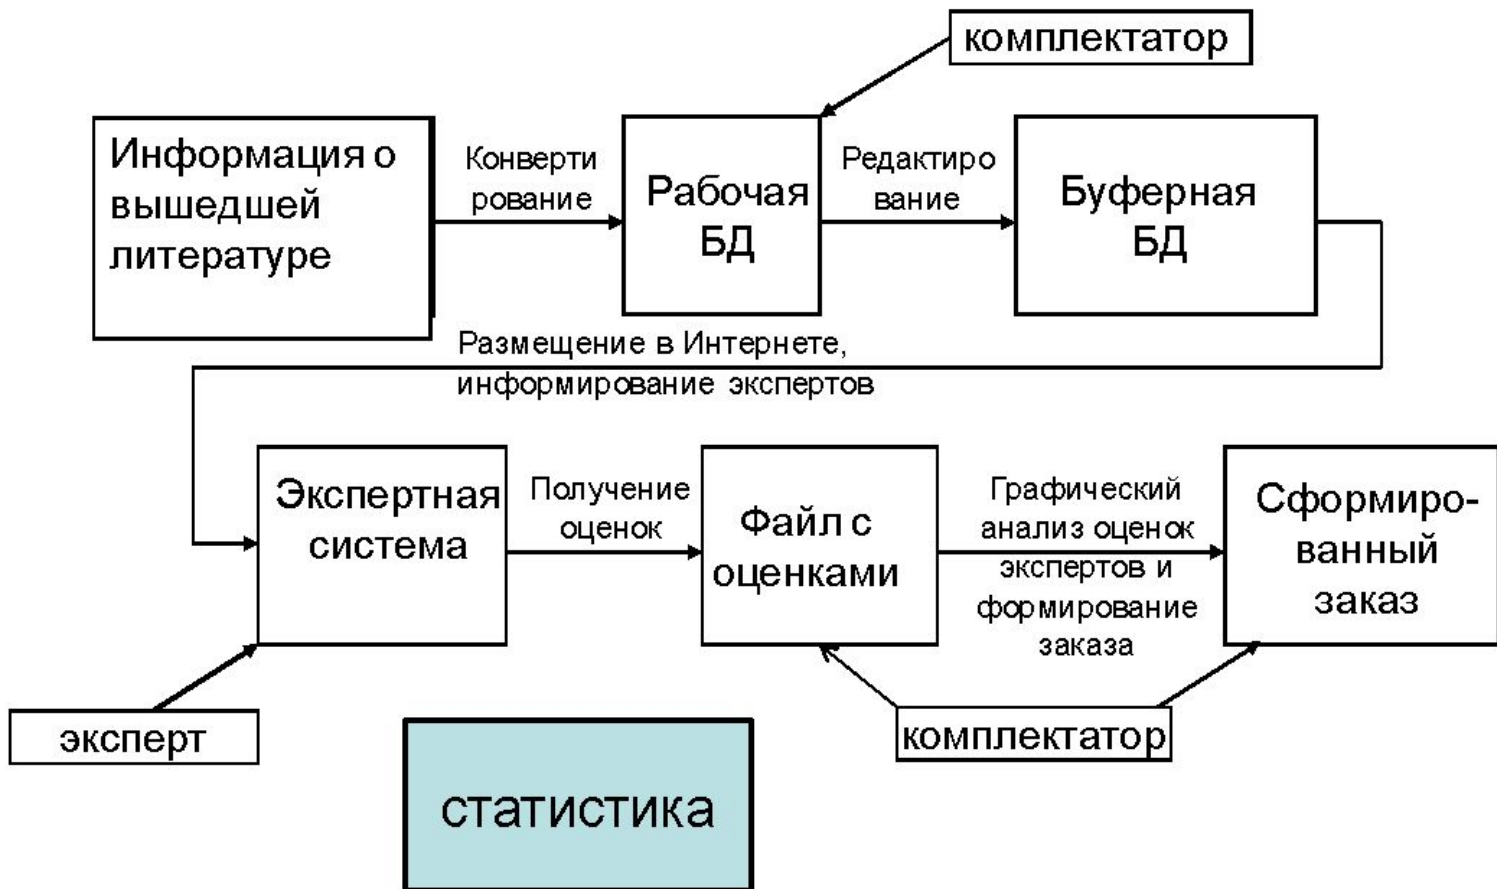 комплектатор
Информация о
вышедшей
литературе
Конверти
рование
Рабочая
БД
Редактиро
вание
Буферная
БД
Размещение в Интернете,
информирование экспертов
Экспертная
система
Получение
оценок
Файл с
оценками
Графический
анализ оценок
экспертов и
формирование
заказа
Сформиро-
ванный
заказ
эксперт
комплектатор
статистика